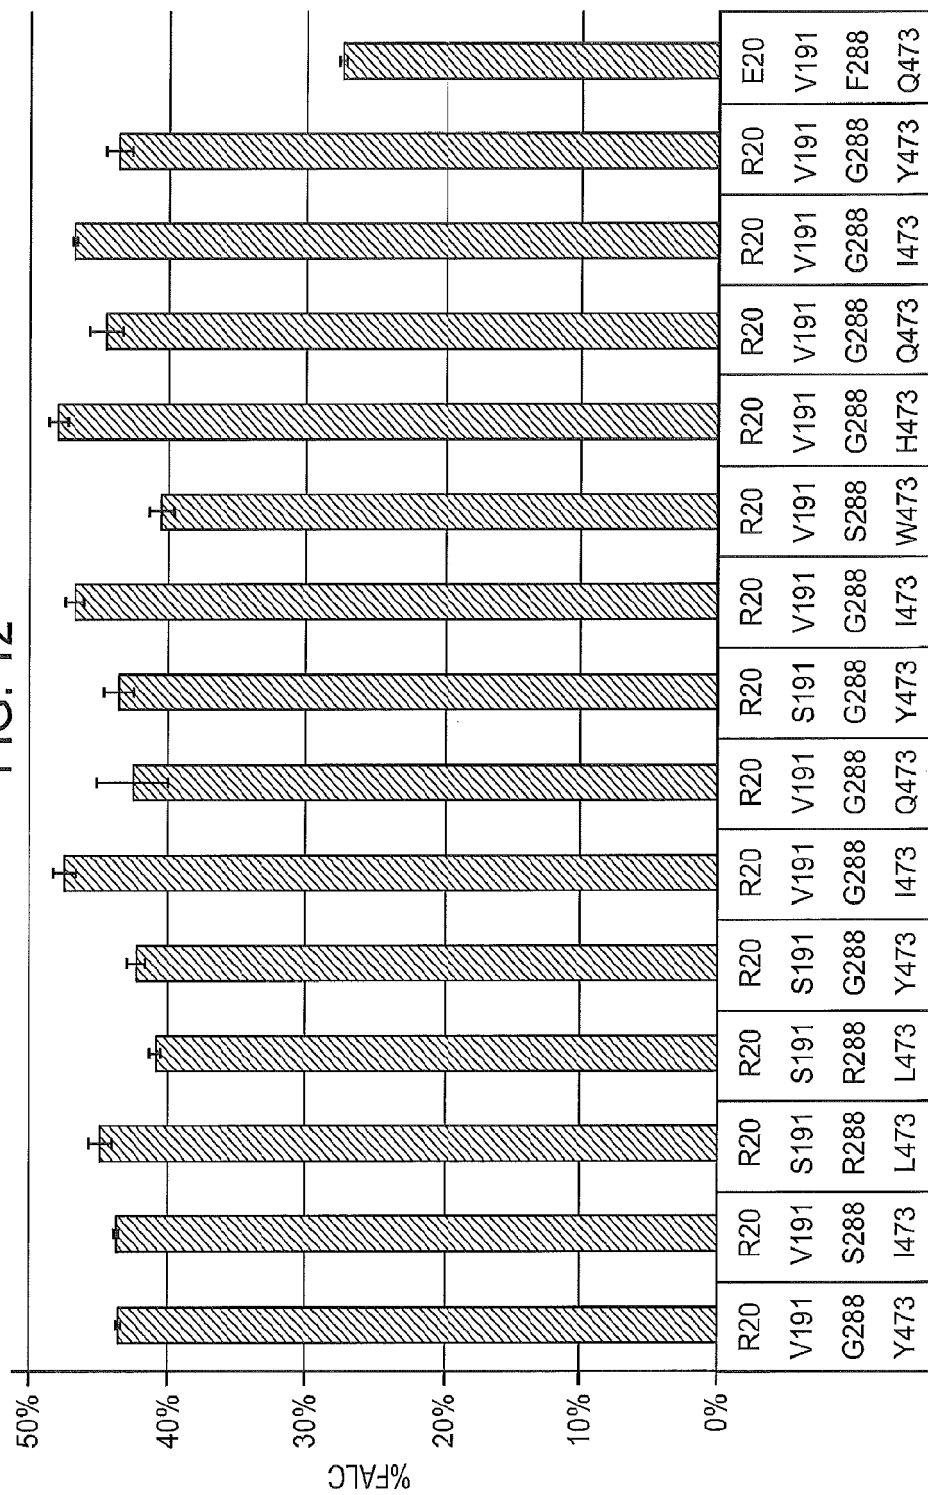 FIG. 12
50%
40%
30%
20%
10%
0%
%FALC
R20 R20 R20 R20 R20 R20 R20 R20 R20 R20 R20 R20 R20 R20 E20
V191 V191 S191 S191 S191 V191 V191 S191 V191 V191 V191 V191 V191 V191 V191
G288 S288 R288 R288 G288 G288 G288 G288 G288 S288 G288 G288 G288 G288 F288
Y473 I473 L473 L473 Y473 I473 Q473 Y473 I473 W473 H473 Q473 I473 Y473 Q473